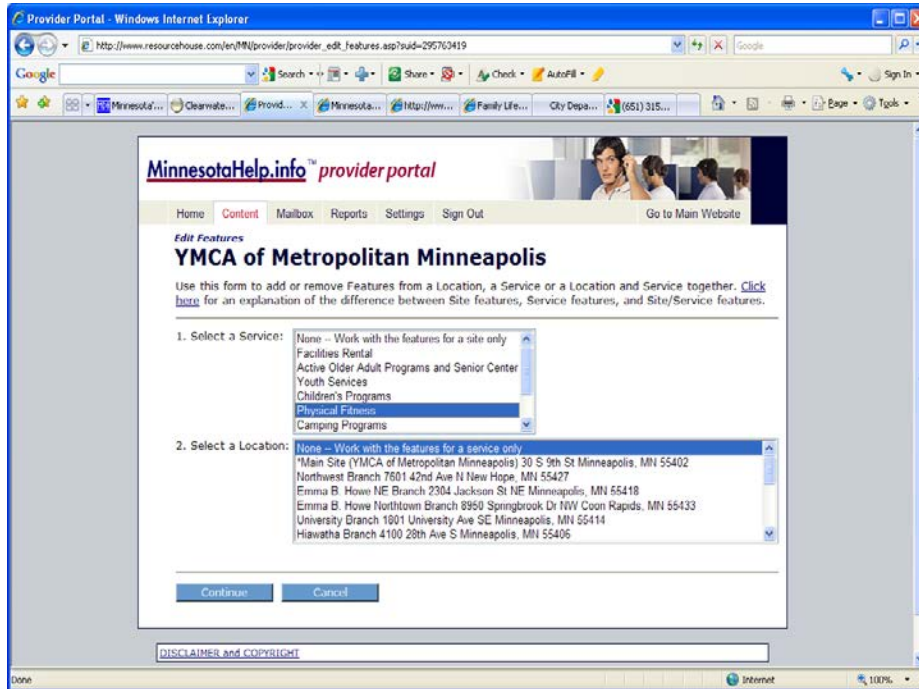 Provider Portal - Windows Internet Explorer
http://www.resourcehouse.com/en/MN/provider/provider_edit_features.asp?suid=295763419
Google
Google
Search
Share
Check
AutoFill
Sign In
Minnesota'...
Clearwate...
Provid...
Minnesota...
http://ww...
Family Life...
City Depa...
(651) 315...
Page
Tools
MinnesotaHelp.info™ provider portal
Home Content Mailbox Reports Settings Sign Out Go to Main Website
Edit Features
YMCA of Metropolitan Minneapolis
Use this form to add or remove Features from a Location, a Service or a Location and Service together. Click
here for an explanation of the difference between Site features, Service features, and Site/Service features.
1. Select a Service:
None -- Work with the features for a site only
Facilities Rental
Active Older Adult Programs and Senior Center
Youth Services
Children's Programs
Physical Fitness
Camping Programs
2. Select a Location:
None -- Work with the features for a service only
*Main Site (YMCA of Metropolitan Minneapolis) 30 S 9th St Minneapolis, MN 55402
Northwest Branch 7601 42nd Ave N New Hope, MN 55427
Emma B. Howe NE Branch 2304 Jackson St NE Minneapolis, MN 55418
Emma B. Howe Northtown Branch 8950 Springbrook Dr NW Coon Rapids, MN 55433
University Branch 1801 University Ave SE Minneapolis, MN 55414
Hiawatha Branch 4100 28th Ave S Minneapolis, MN 55406
Continue Cancel
DISCLAIMER and COPYRIGHT
Done Internet 100%